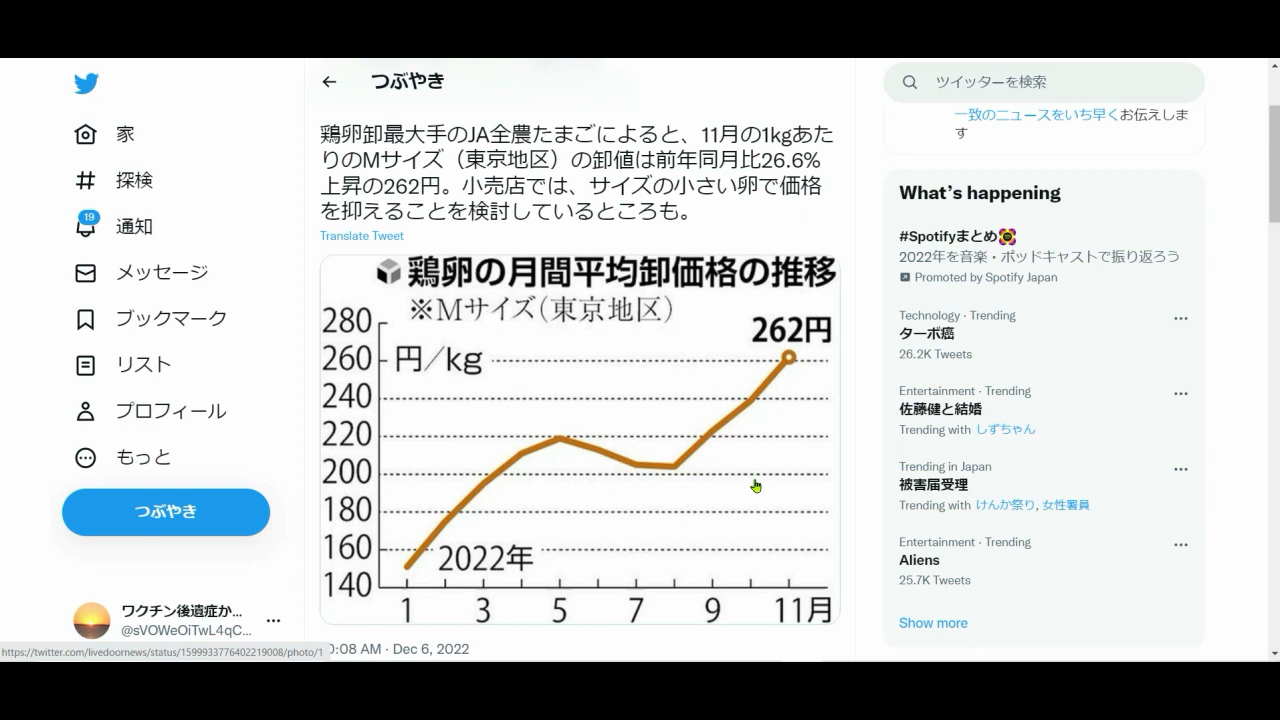 家
探検
19
通知
メッセージ
ブックマーク
リスト
プロフィール
もっと
つぶやき
ワクチン後遺症か...
@sVOWeOiTwL4qC...
https://twitter.com/livedoornews/status/1599933776402219008/photo/1
つぶやき
鶏卵卸最大手のJA全農たまごによると、11月の1kgあた
りのMサイズ（東京地区）の卸値は前年同月比26.6%
上昇の262円。小売店では、サイズの小さい卵で価格
を抑えることを検討しているところも。
Translate Tweet
鶏卵の月間平均卸価格の推移
※Mサイズ（東京地区）
262円
円/kg
280
260
240
220
200
180
160
140
2022年
1 3 5 7 9 11月
0:08 AM · Dec 6, 2022
ツイッターを検索
一致のニュースをいち早くお伝えしま
す
What's happening
#Spotifyまとめ
2022年を音楽・ポッドキャストで振り返ろう
Promoted by Spotify Japan
Technology · Trending
ターボ癌
26.2K Tweets
Entertainment · Trending
佐藤健と結婚
Trending with しずちゃん
Trending in Japan
被害届受理
Trending with けんか祭り, 女性署員
Entertainment · Trending
Aliens
25.7K Tweets
Show more